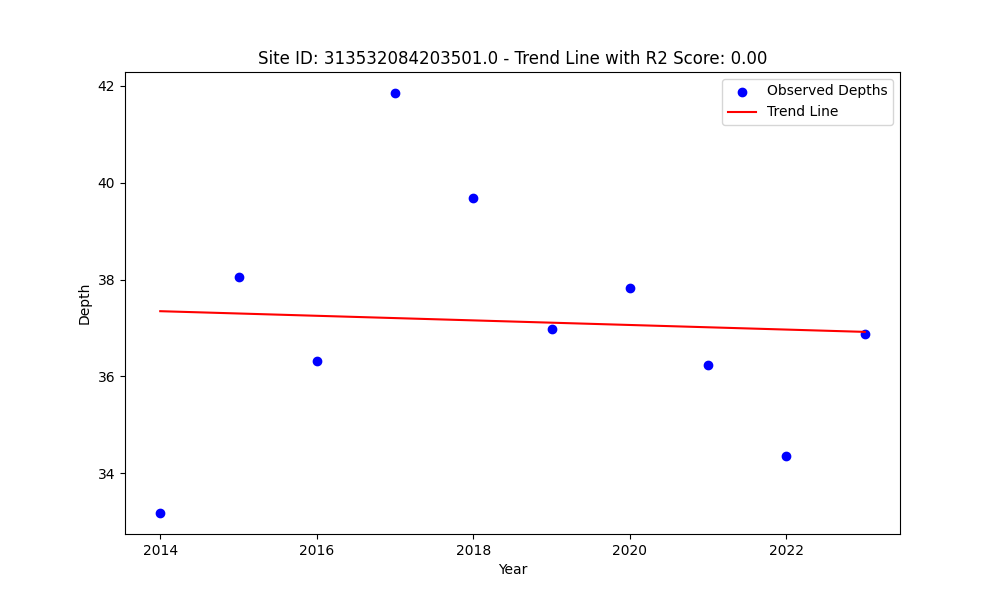 Site ID: 313532084203501.0 - Trend Line with R2 Score: 0.00
Observed Depths
Trend Line
42
40
38
36
34
Depth
2014
2016
2018
2020
2022
Year